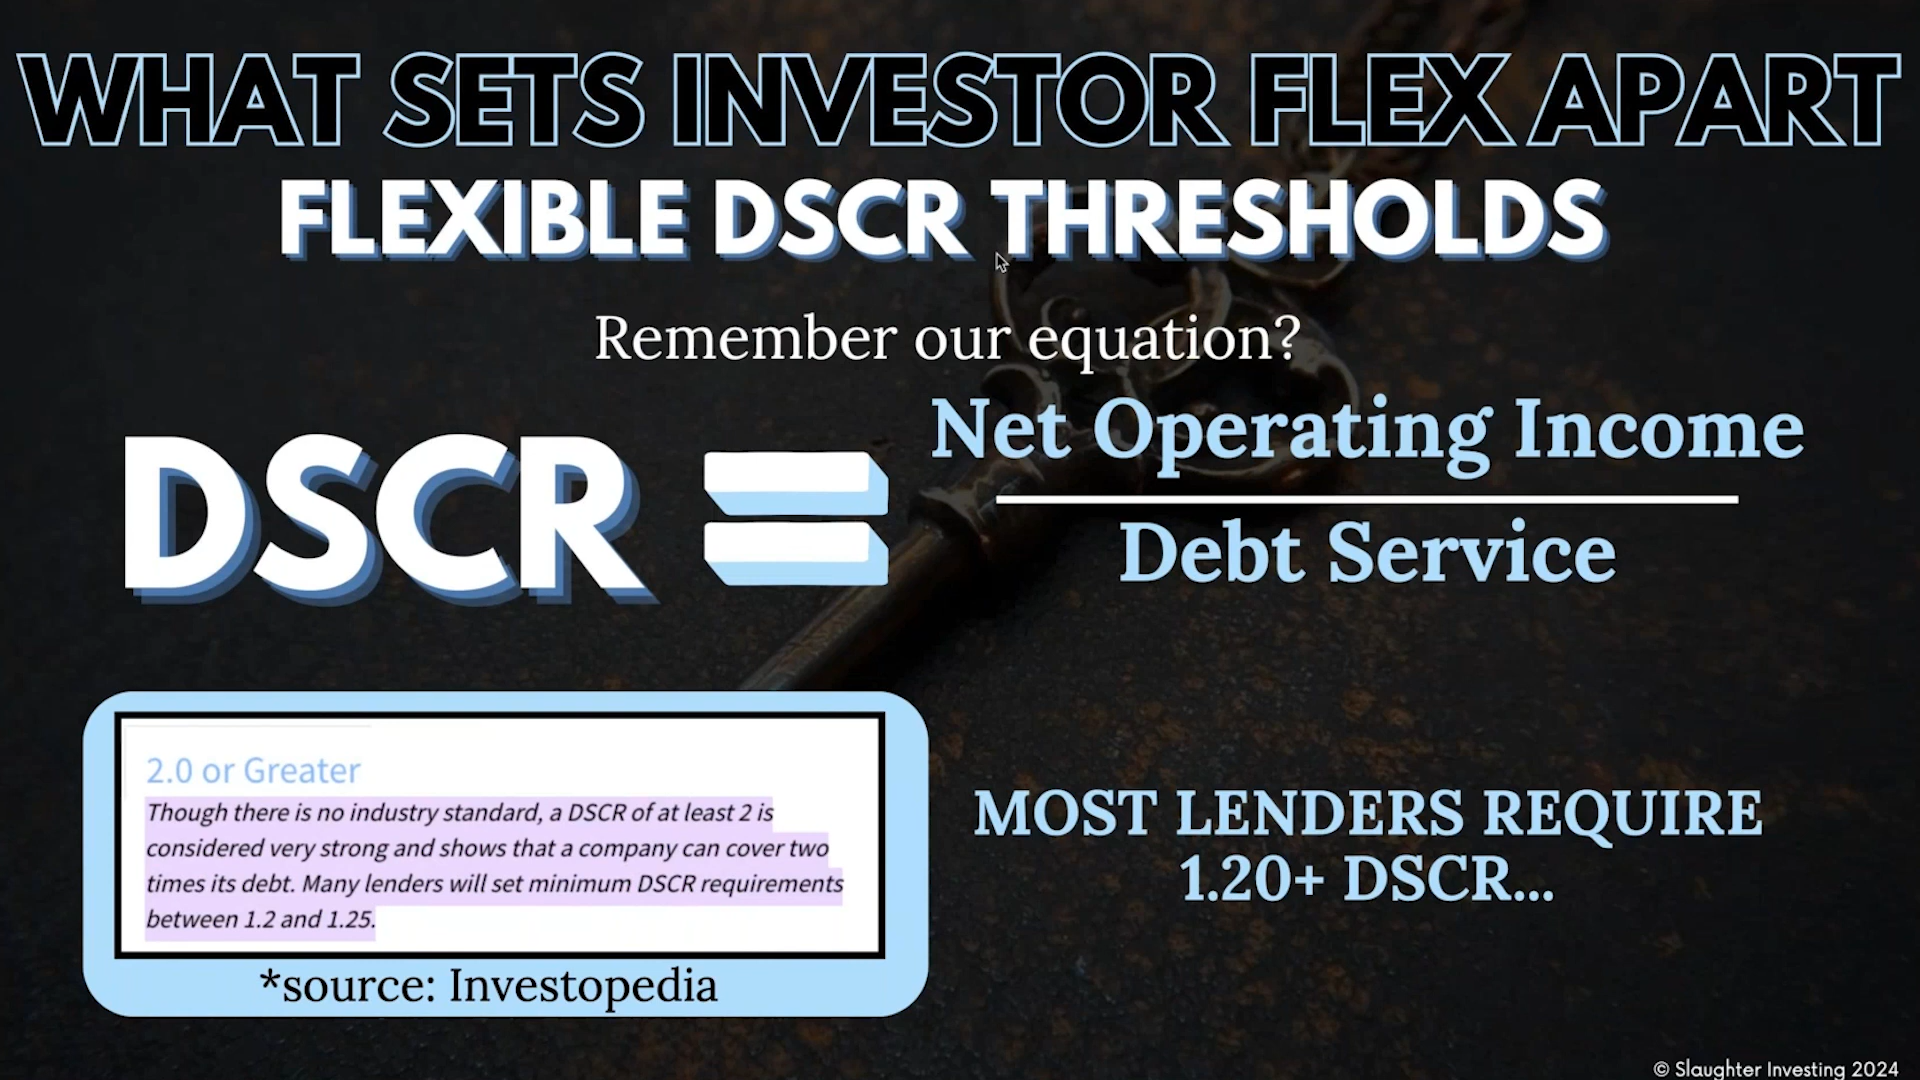 WHAT SETS INVESTOR FLEX APART
FLEXIBLE DSCR THRESHOLDS
Remember our equation?
DSCR = Net Operating Income
Debt Service
2.0 or Greater
Though there is no industry standard, a DSCR of at least 2 is
considered very strong and shows that a company can cover two
times its debt. Many lenders will set minimum DSCR requirements
between 1.2 and 1.25.
*source: Investopedia
MOST LENDERS REQUIRE
1.20+ DSCR...
© Slaughter Investing 2024